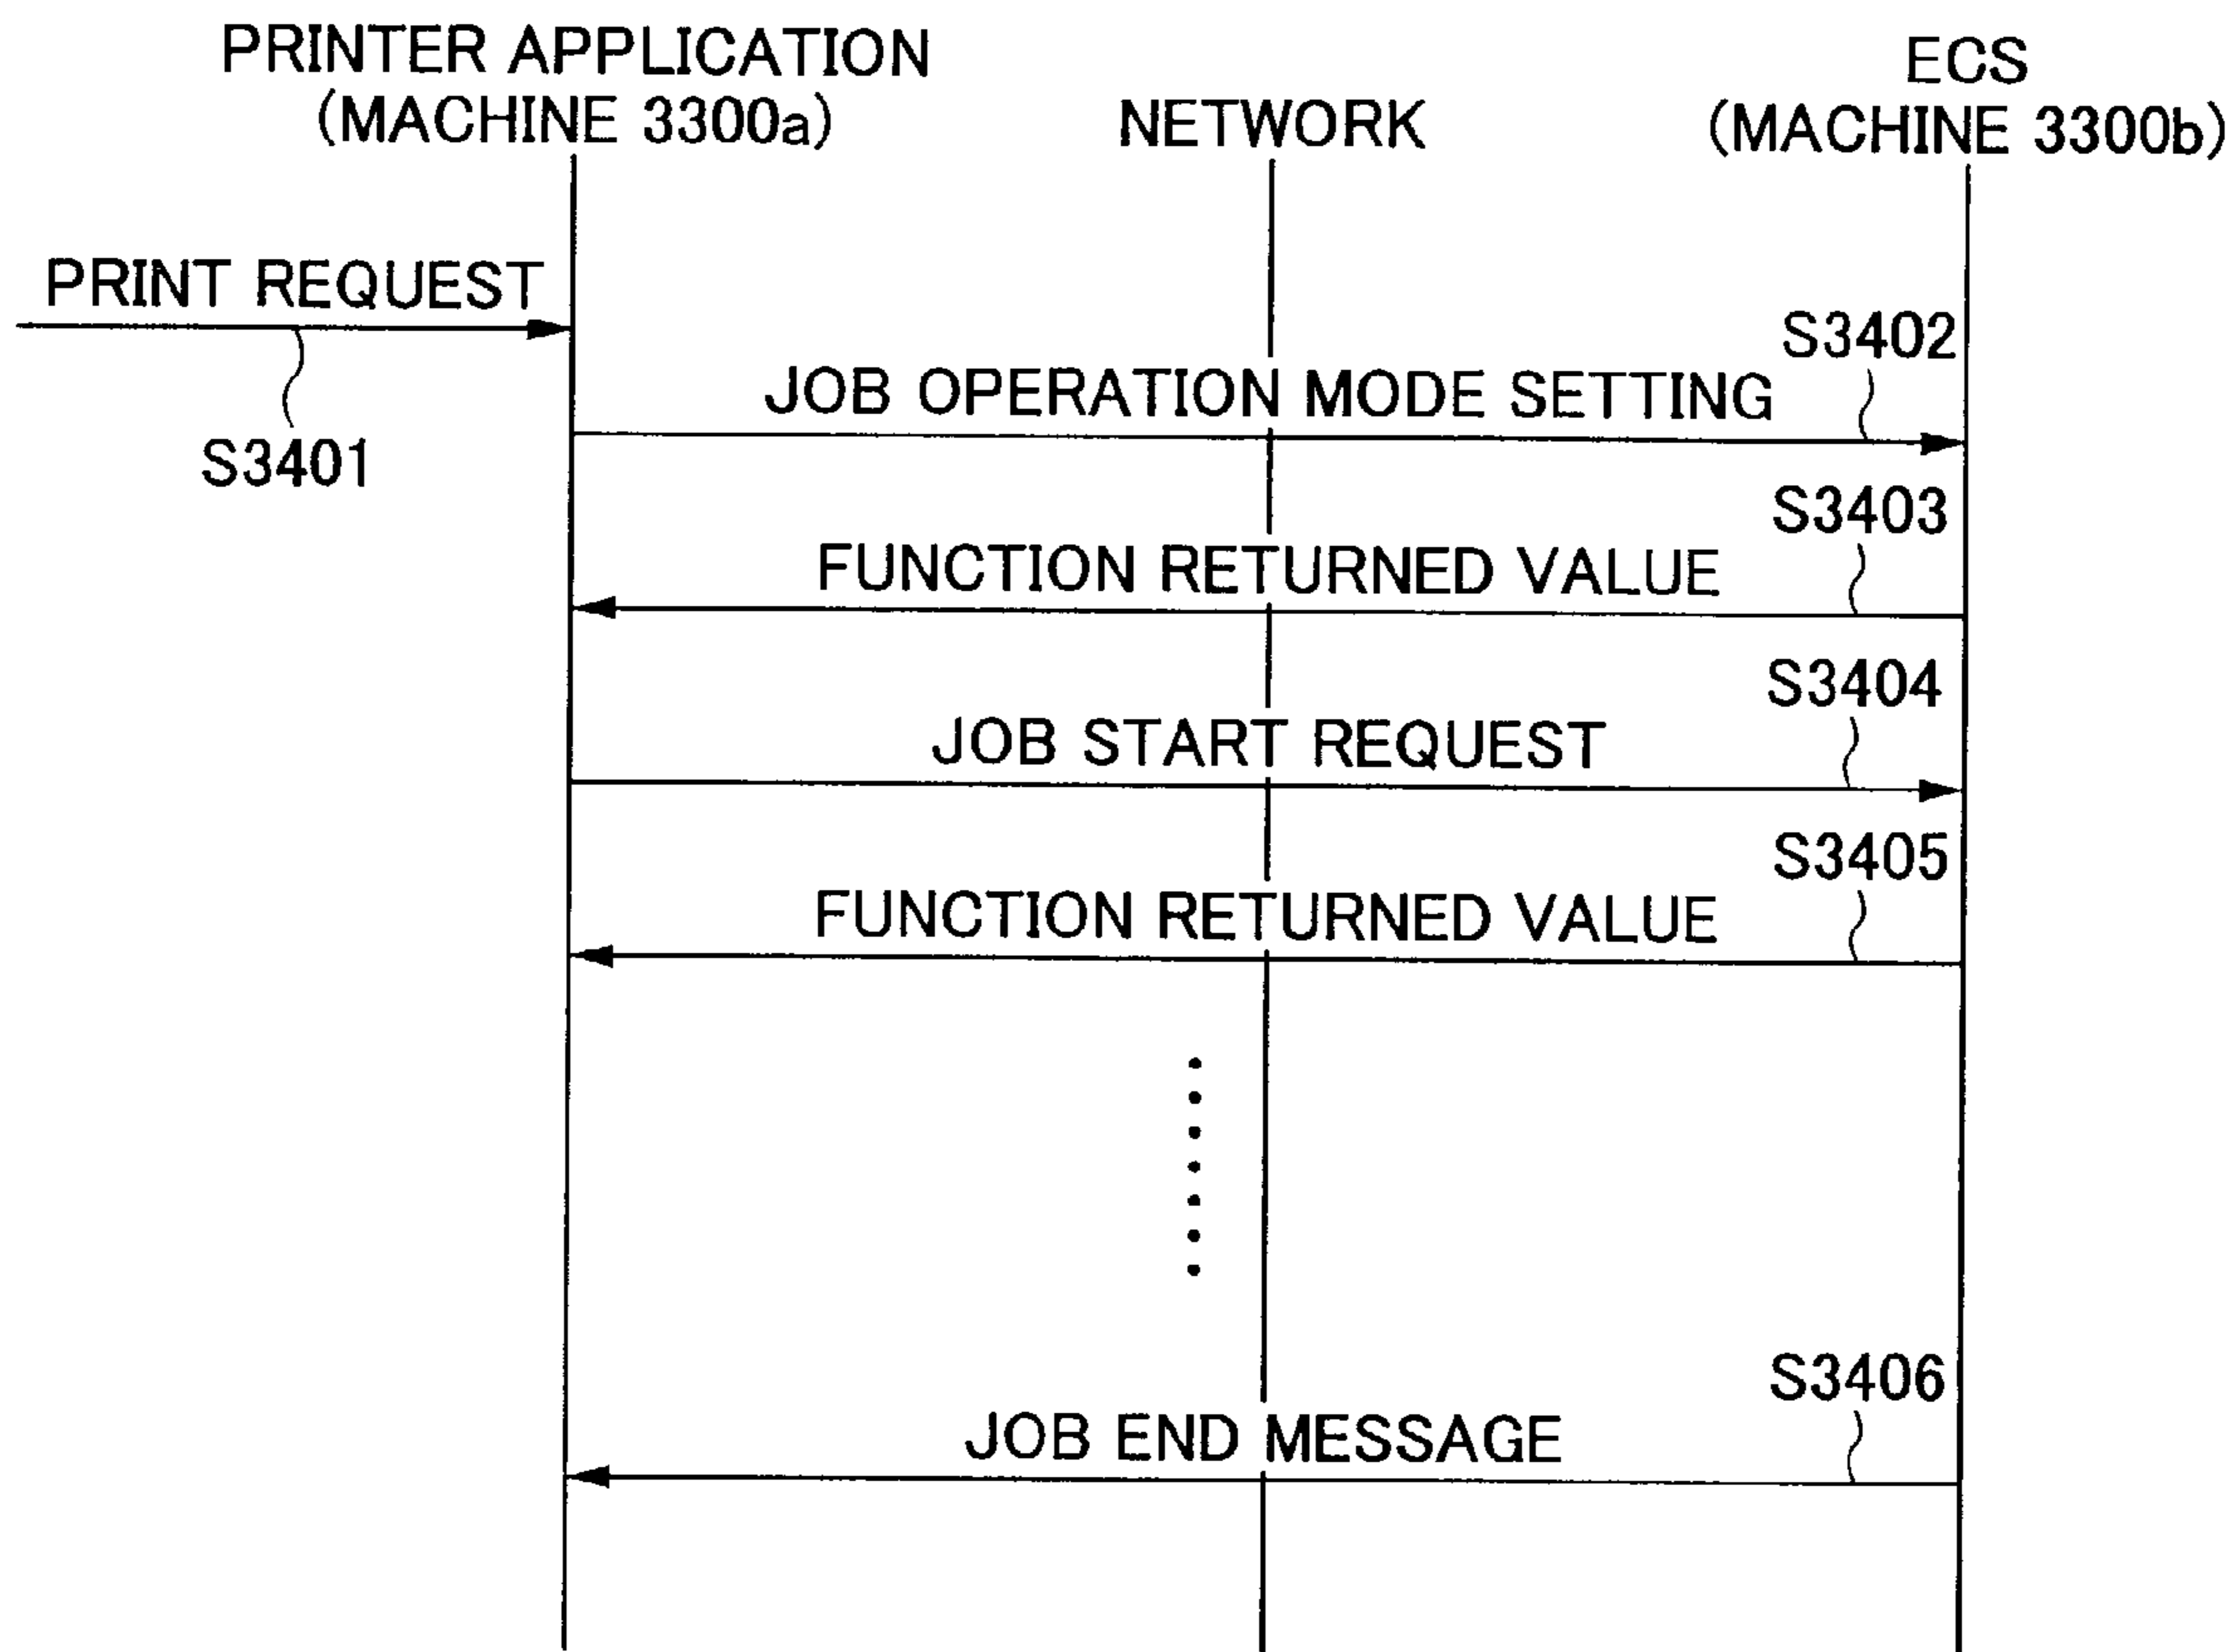 PRINTER APPLICATION
(MACHINE 3300a)
NETWORK
ECS
(MACHINE 3300b)
PRINT REQUEST
S3401
S3402
JOB OPERATION MODE SETTING
S3403
FUNCTION RETURNED VALUE
S3404
JOB START REQUEST
S3405
FUNCTION RETURNED VALUE
S3406
JOB END MESSAGE